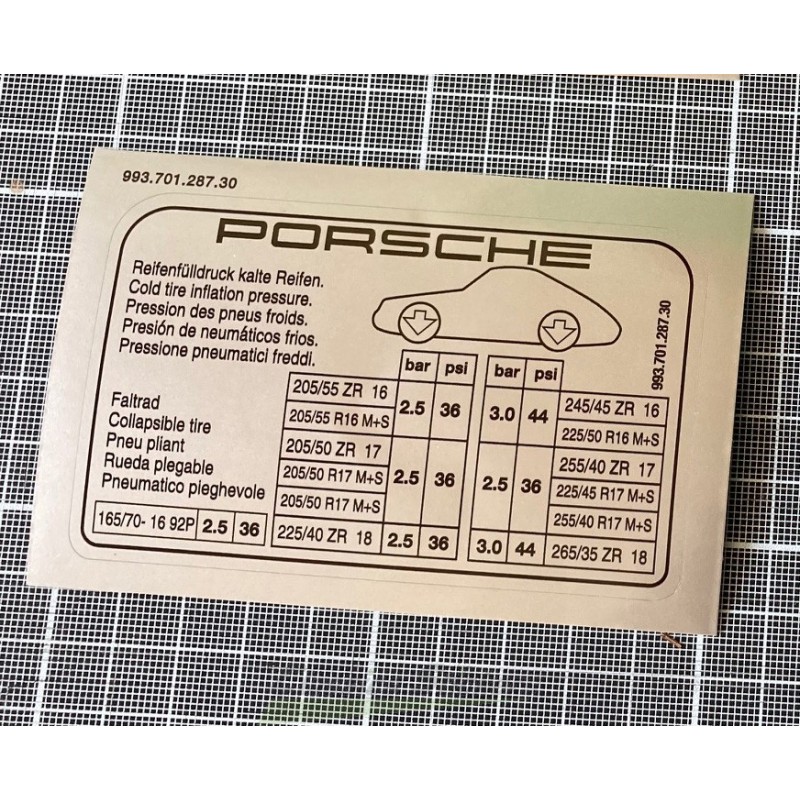 993.701.287.30
PORSCHE
Reifenfülldruck kalte Reifen.
Cold tire inflation pressure.
Pression des pneus froids.
Presión de neumáticos frios.
Pressione pneumatici freddi.
993.701.287.30
Faltrad
Collapsible tire
Pneu pliant
Rueda plegable
Pneumatico pieghevole
165/70- 16 92P 2.5 36
bar psi bar psi
205/55 ZR 16 2.5 36 3.0 44 245/45 ZR 16
205/55 R16 M+S 225/50 R16 M+S
205/50 ZR 17 2.5 36 2.5 36 255/40 ZR 17
205/50 R17 M+S 225/45 R17 M+S
205/50 R17 M+S 255/40 R17 M+S
225/40 ZR 18 2.5 36 3.0 44 265/35 ZR 18